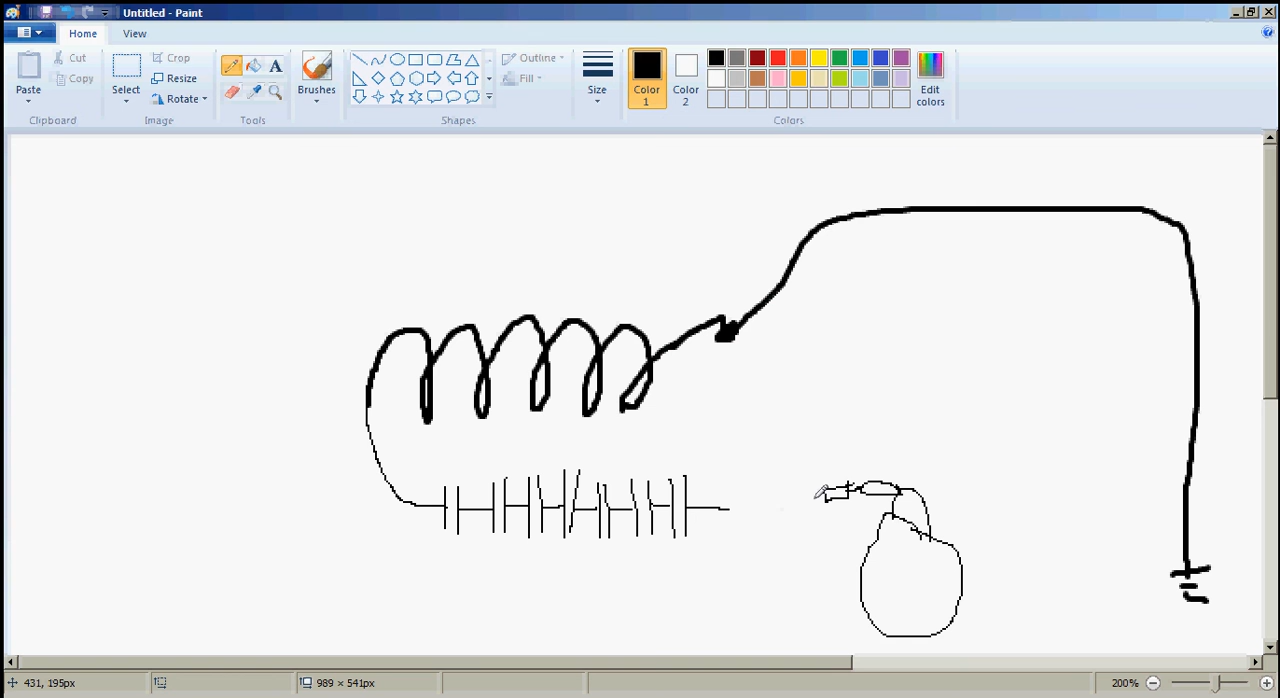 Untitled - Paint
Home View
Paste Cut Copy Select Crop Resize Rotate A Brushes Outline Fill Size Color 1 Color 2 Edit colors
Clipboard Image Tools Shapes Colors
431, 195px 989 × 541px 200%